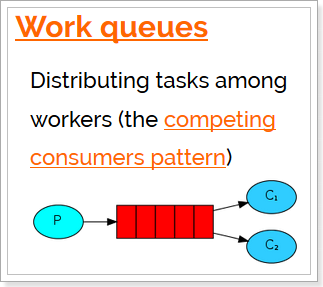 Work queues
Distributing tasks among
workers (the competing
consumers pattern)
P
C₁
C₂